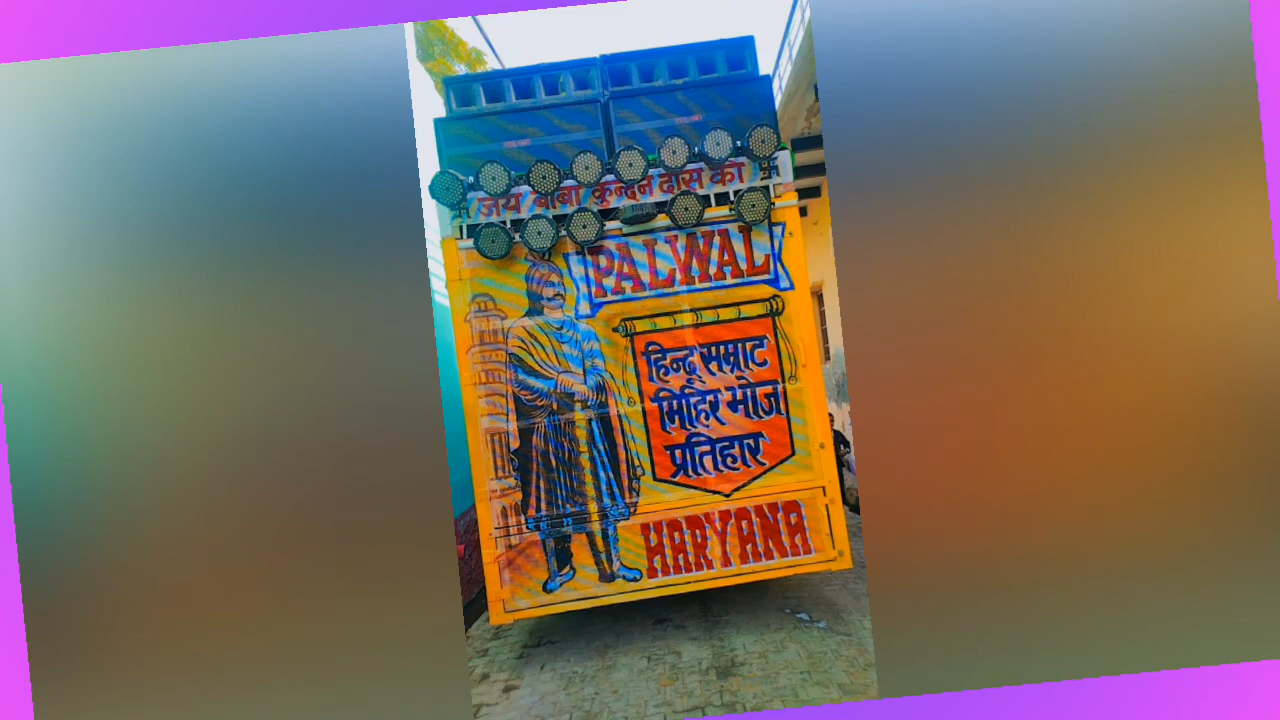 जय बाबा कुन्दन दास की
PALWAL
हिन्दू सम्राट
मिहिर भोज
प्रतिहार
HARYANA